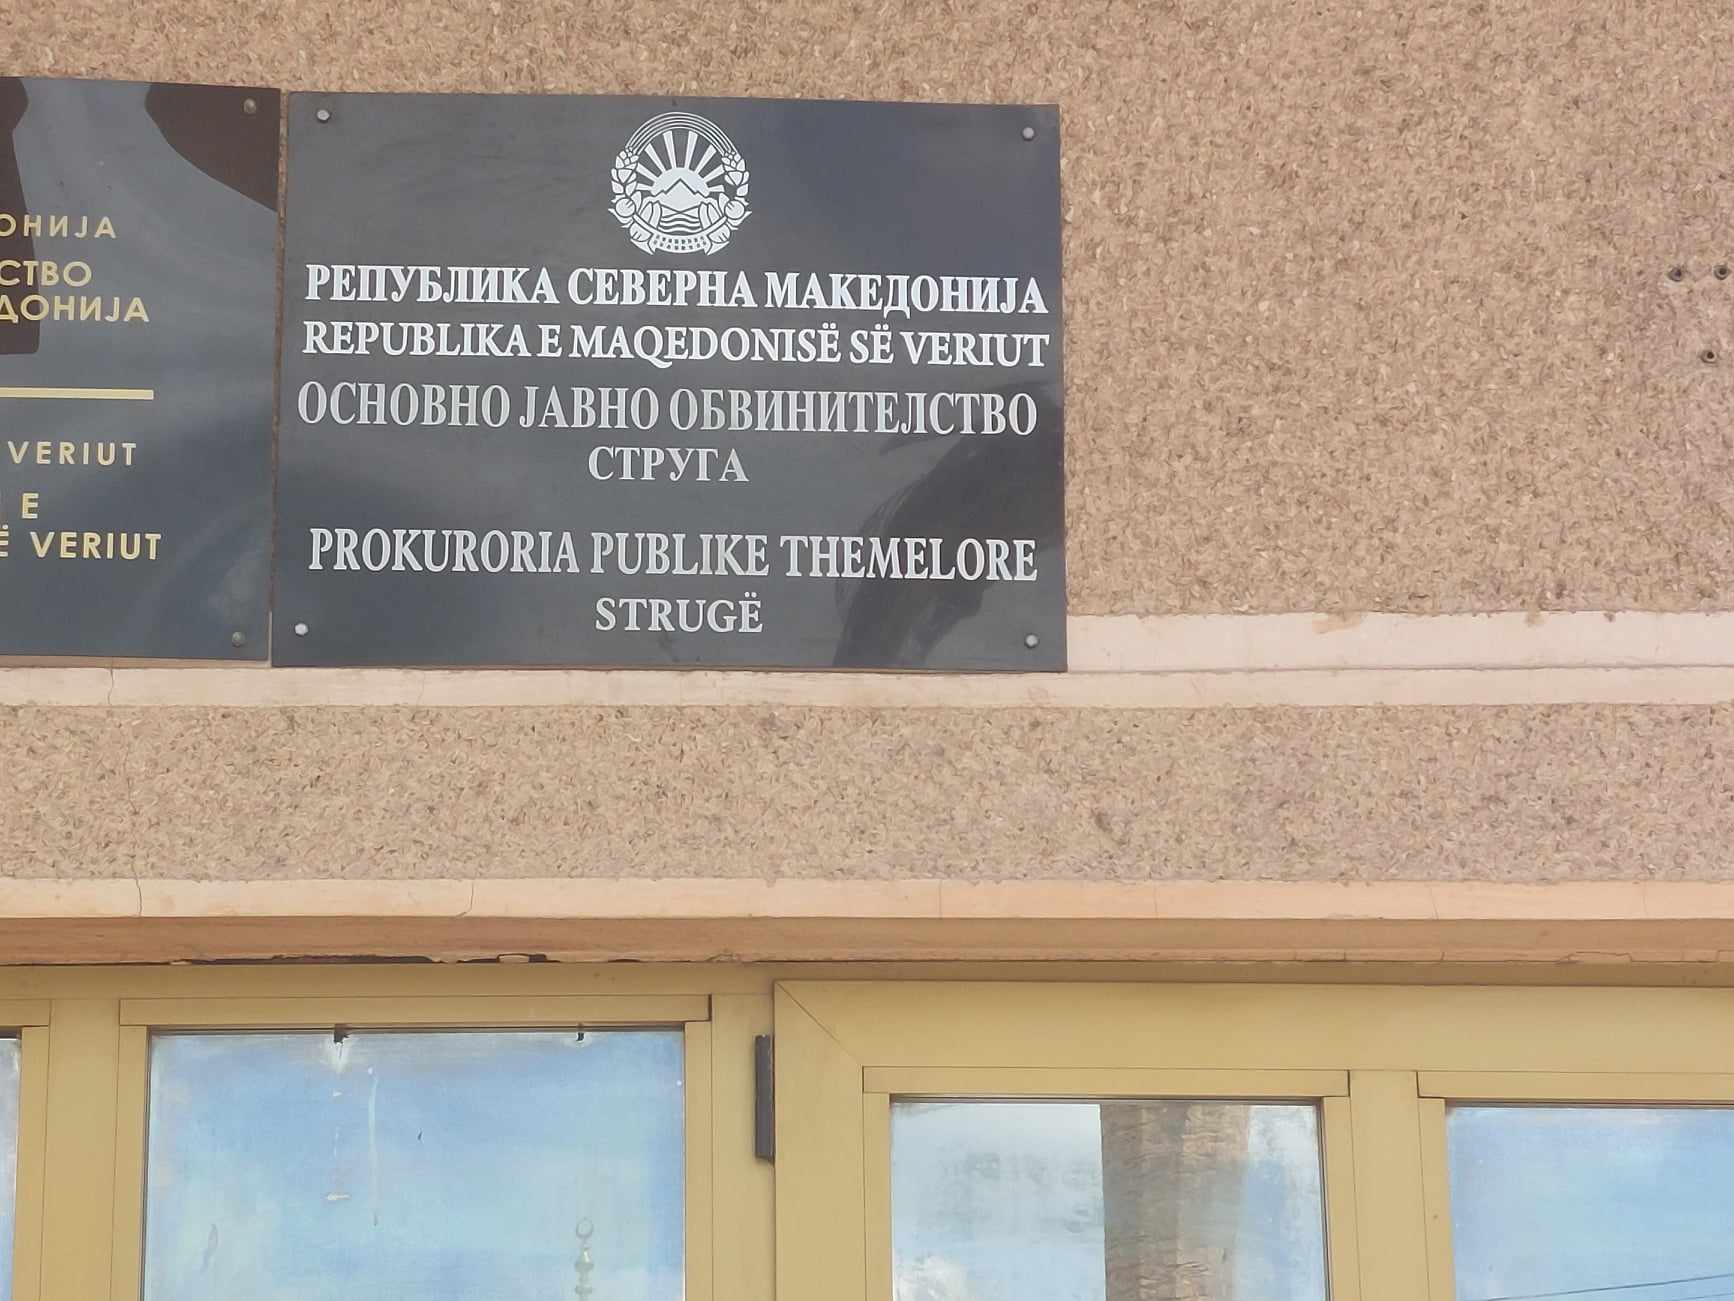 ОНИЈА
СТВО
ДОНИЈА
VERIUT
E
Ë VERIUT
РЕПУБЛИКА СЕВЕРНА МАКЕДОНИЈА
REPUBLIKA E MAQEDONISË SË VERIUT
ОСНОВНО ЈАВНО ОБВИНИТЕЛСТВО
СТРУГА
PROKURORIA PUBLIKE THEMELORE
STRUGË